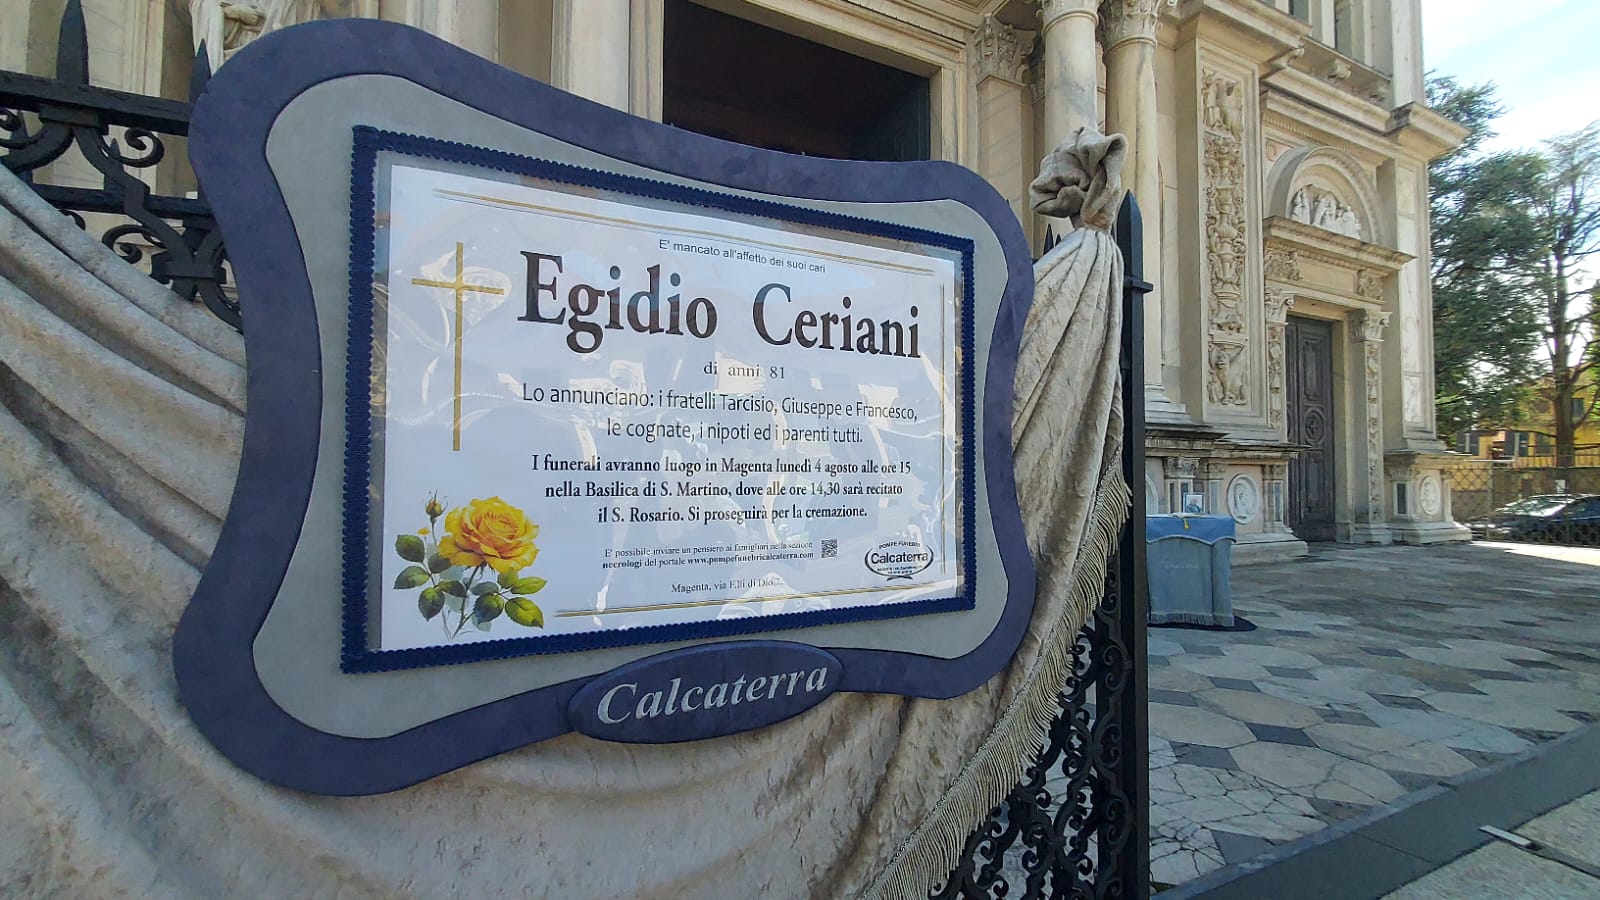 E' mancato all'affetto dei suoi cari
Egidio Ceriani
di anni 81
Lo annunciano: i fratelli Tarcisio, Giuseppe e Francesco,
le cognate, i nipoti ed i parenti tutti.
I funerali avranno luogo in Magenta lunedì 4 agosto alle ore 15
nella Basilica di S. Martino, dove alle ore 14,30 sarà recitato
il S. Rosario. Si proseguirà per la cremazione.
E' possibile inviare un pensiero ai famigliari nella sezione
necrologi del portale www.pompefunebricalcaterra.com
POMPE FUNEBRI
Calcaterra
Magenta, via F.lli di Dio
Calcaterra